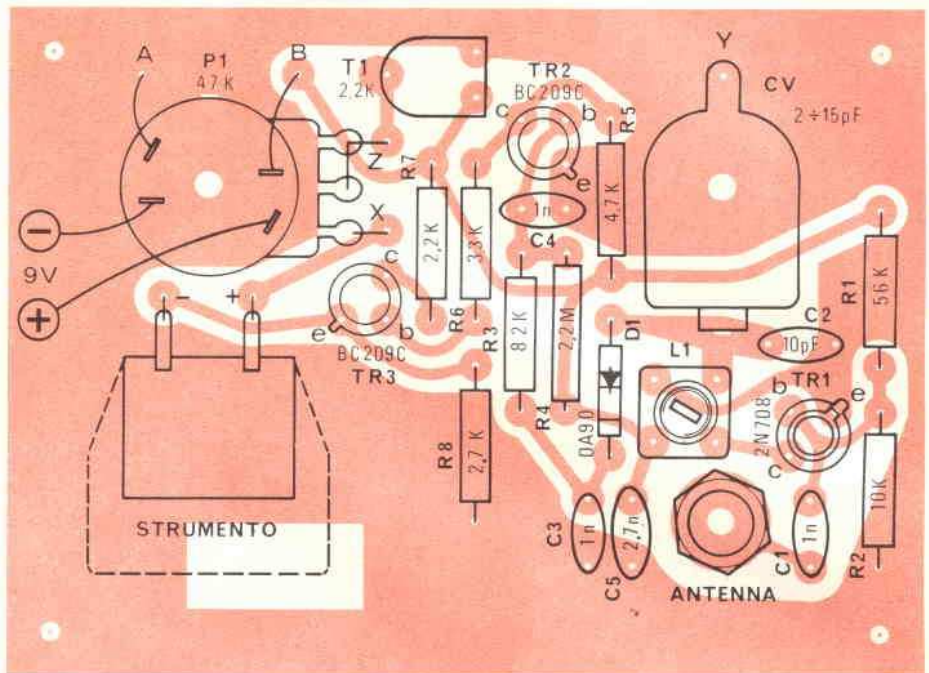 A
P1
47K
B
T1
2,2K
TR2
BC209C
c
b
e
R5
4,7K
Y
CV
2÷15pF
Z
X
R7
2,2K
3,3K
R6
1n
C4
−
9V
+
−
+
c
e
b
BC209C
TR3
R3
82K
2,2M
R4
D1
OA90
L1
C2
10pF
R1
56K
TR1
b
e
c
2N708
R8
2,7K
STRUMENTO
C3
1n
2,7n
C5
ANTENNA
C1
1n
10K
R2